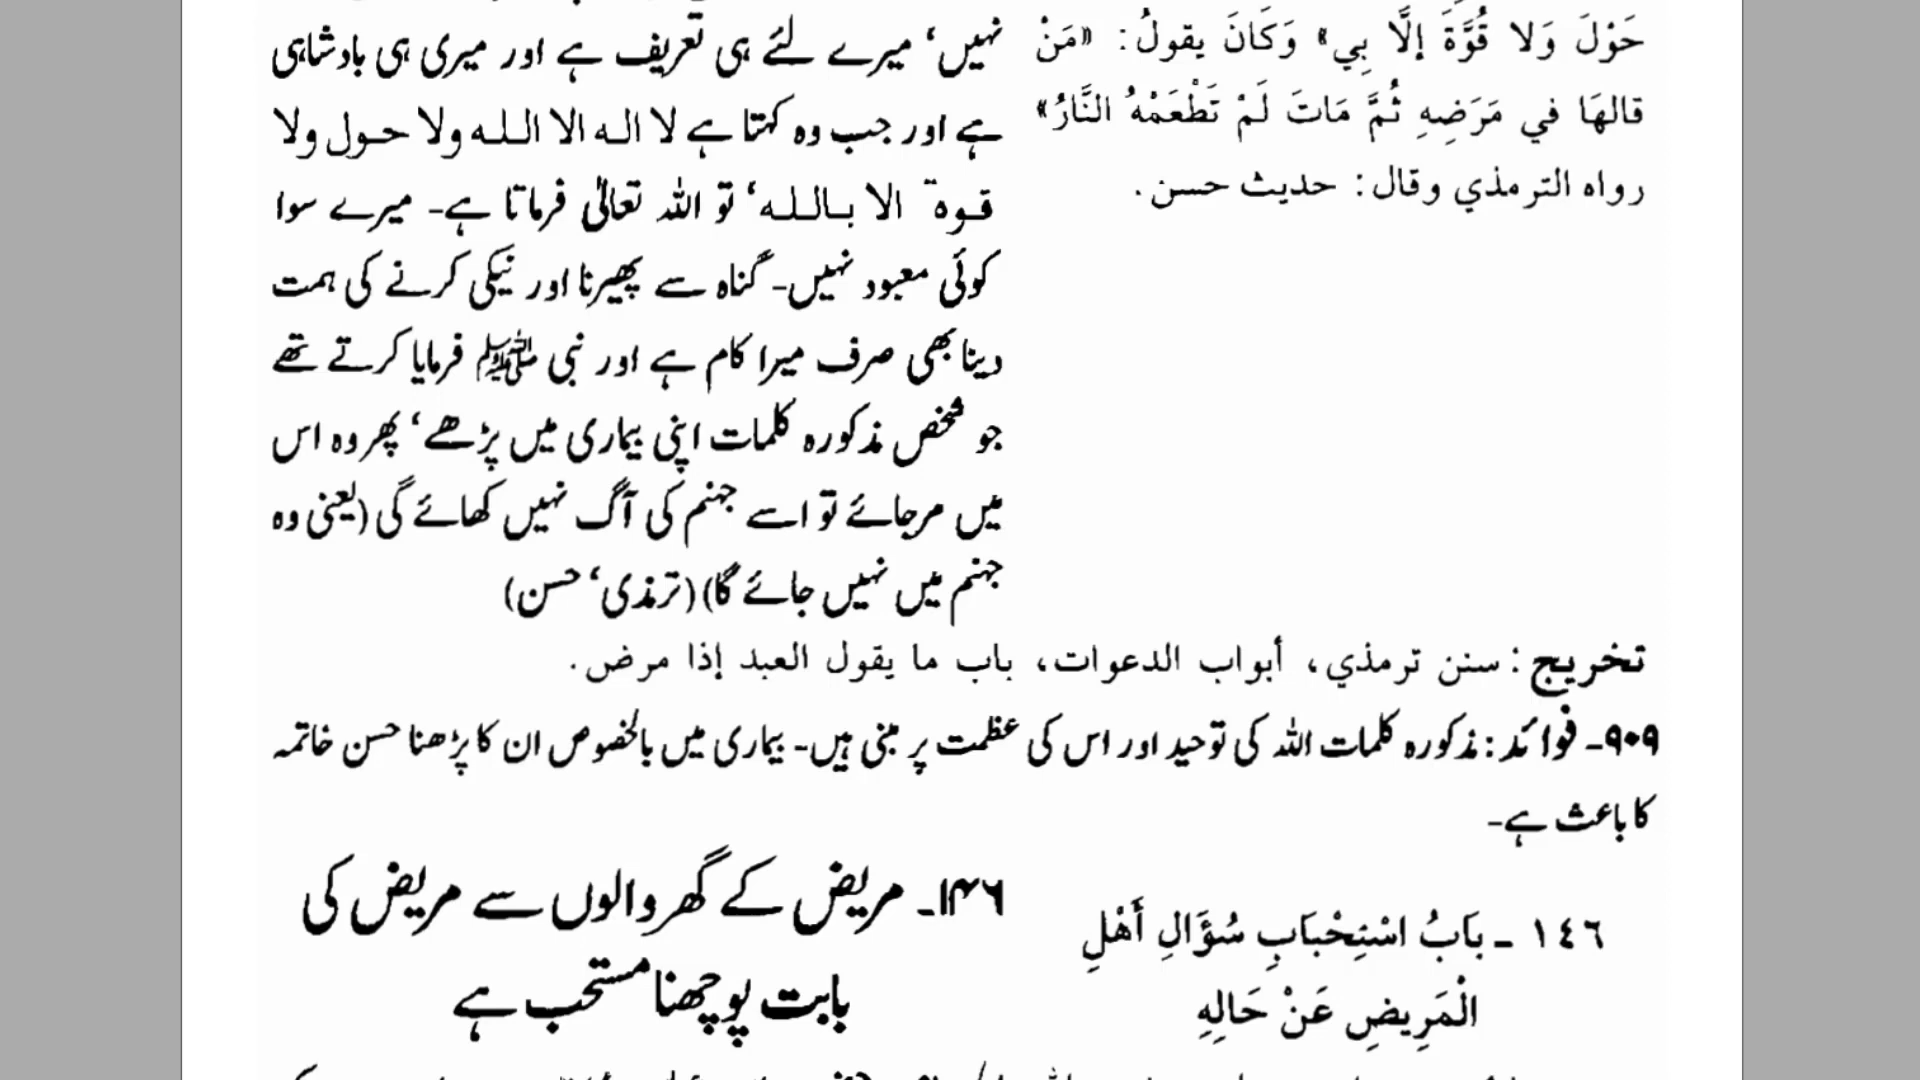 حَوْلَ وَلا قُوَّةَ إلَّا بِي» وَكَانَ يقولُ: «مَنْ
قالهَا في مَرَضِهِ ثُمَّ مَاتَ لَمْ تَطْعَمْهُ النَّارُ»
رواه الترمذي وقال: حديث حسن.
نہیں‘ میرے لئے ہی تعریف ہے اور میری ہی بادشاہی
ہے اور جب وہ کہتا ہے لا الہ الا اللہ ولا حول ولا
قوۃ الا باللہ‘ تو اللہ تعالیٰ فرماتا ہے۔ میرے سوا
کوئی معبود نہیں۔ گناہ سے پھیرنا اور نیکی کرنے کی ہمت
دینا بھی صرف میرا کام ہے اور نبی ﷺ فرمایا کرتے تھے
جو شخص مذکورہ کلمات اپنی بیماری میں پڑھے‘ پھر وہ اس
میں مرجائے تو اسے جہنم کی آگ نہیں کھائے گی (یعنی وہ
جہنم میں نہیں جائے گا) (ترمذی‘ حسن)
تخريج: سنن ترمذي، أبواب الدعوات، باب ما يقول العبد إذا مرض.
۹۰۹۔ فوائد: مذکورہ کلمات اللہ کی توحید اور اس کی عظمت پر مبنی ہیں۔ بیماری میں بالخصوص ان کا پڑھنا حسن خاتمہ
کا باعث ہے۔
١٤٦ ـ بَابُ اسْتِحْبَابِ سُؤَالِ أَهْلِ
الْمَرِيضِ عَنْ حَالِهِ
۱۴۶۔ مریض کے گھر والوں سے مریض کی
بابت پوچھنا مستحب ہے